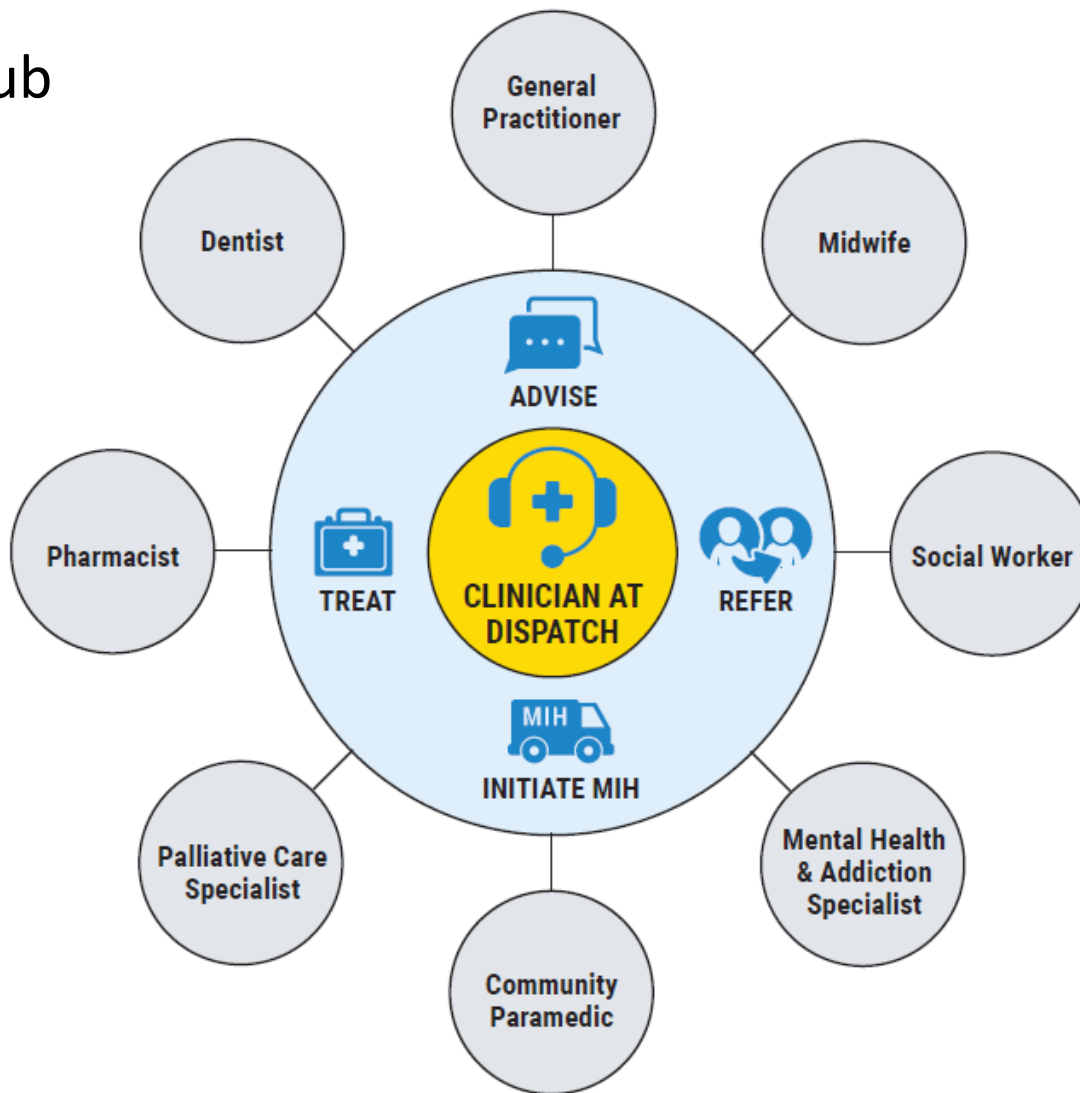 ub
General
Practitioner
Dentist
Midwife
ADVISE
Pharmacist
TREAT
CLINICIAN AT
DISPATCH
REFER
Social Worker
MIH
INITIATE MIH
Palliative Care
Specialist
Mental Health
& Addiction
Specialist
Community
Paramedic